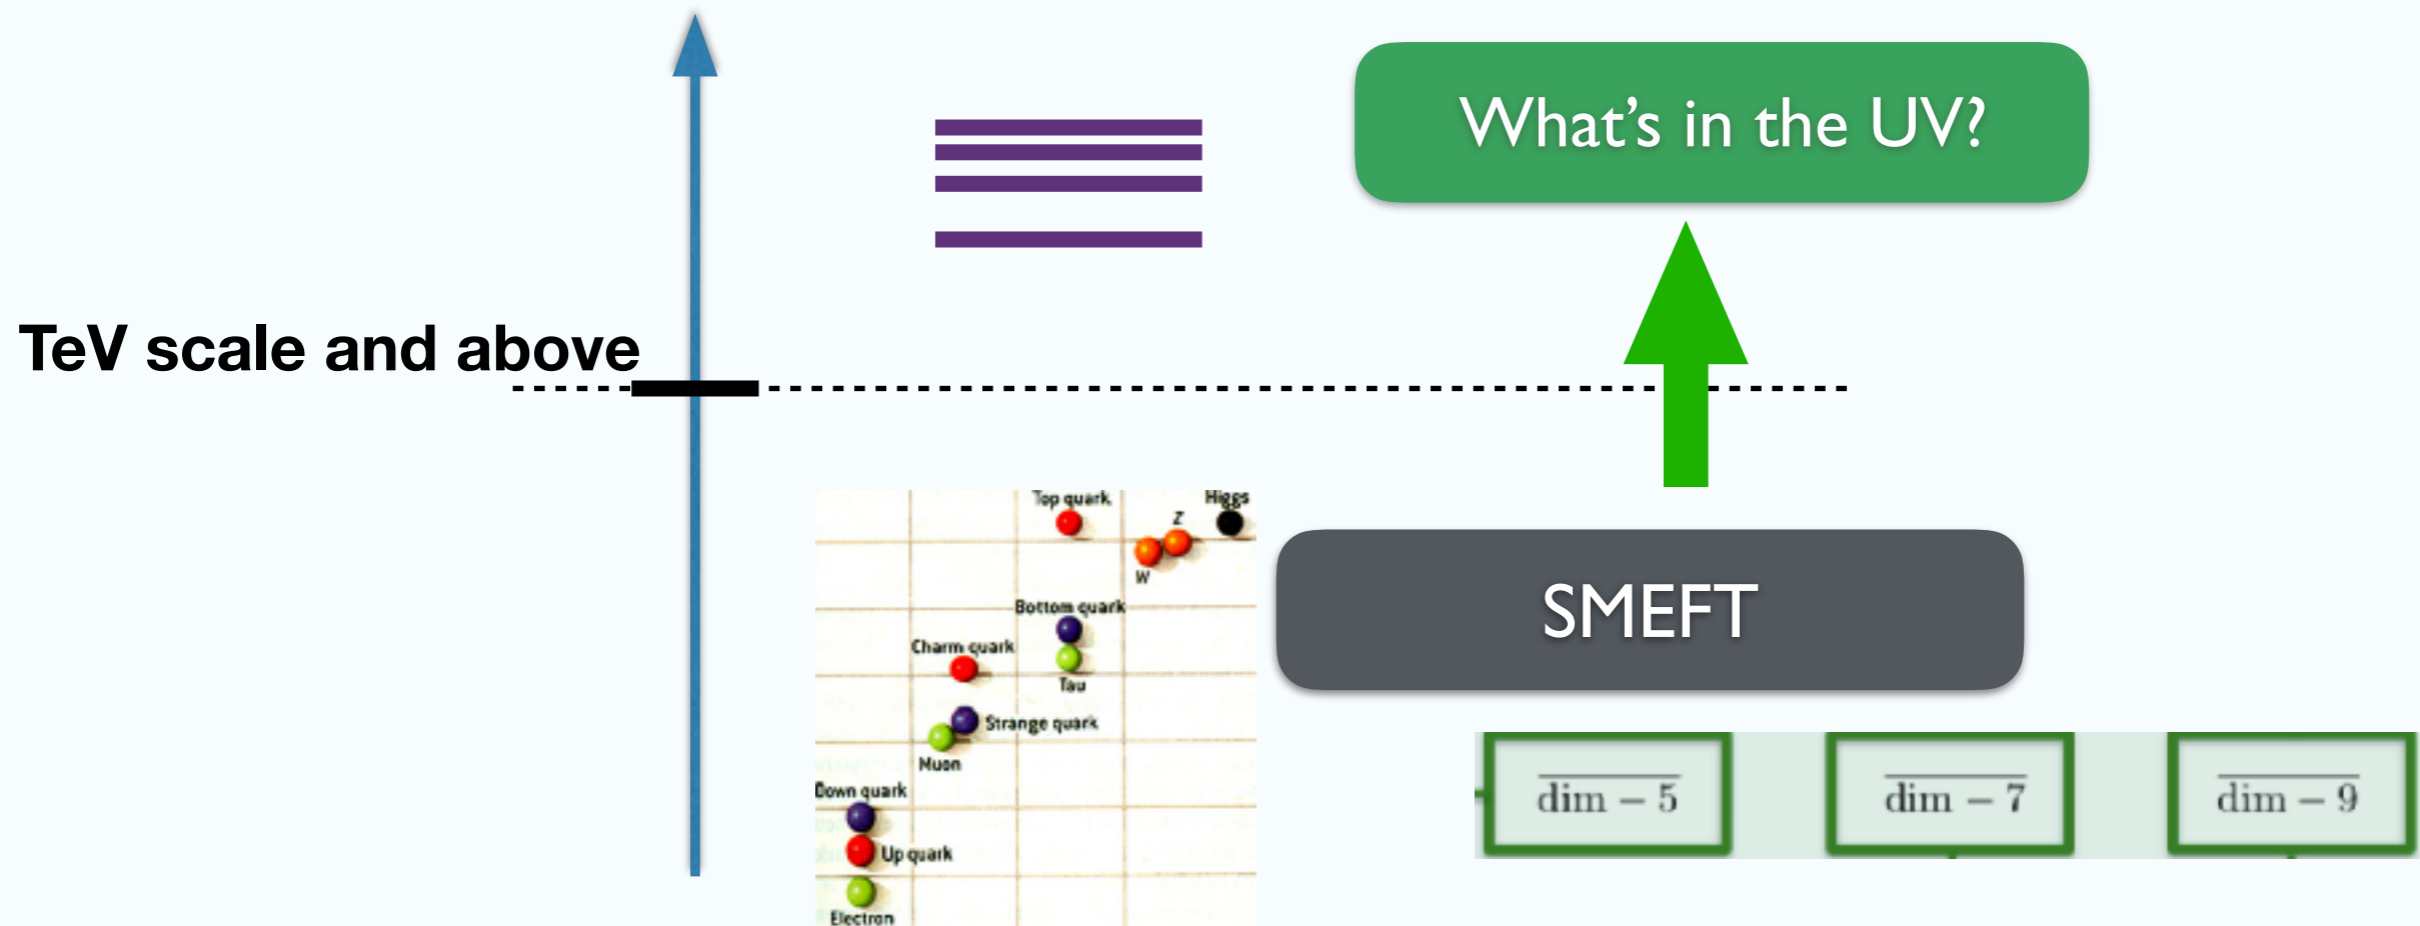 What's in the UV?
TeV scale and above
Top quark
Higgs
Z
W
SMEFT
Bottom quark
Charm quark
Tau
Strange quark
Muon
Down quark
Up quark
Electron
dim − 5
dim − 7
dim − 9